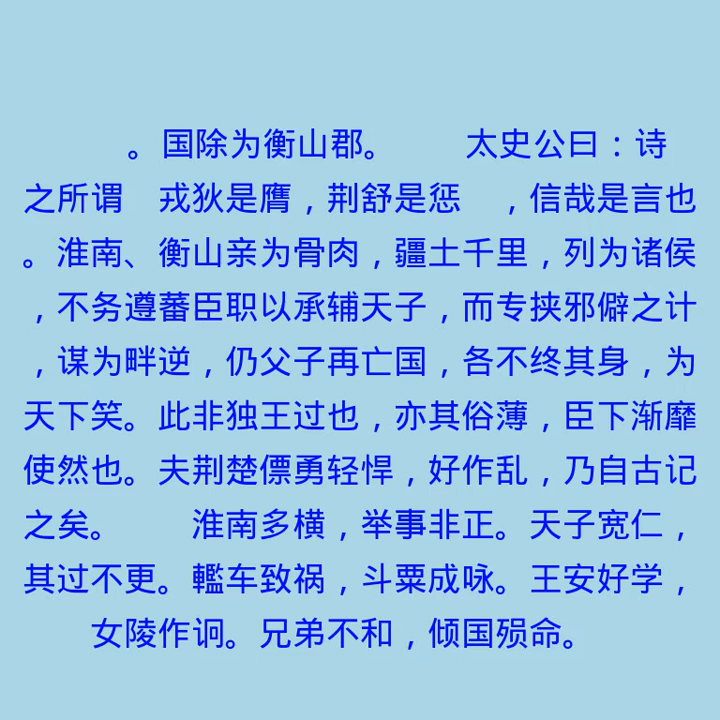 。国除为衡山郡。　　太史公曰：诗
之所谓　戎狄是膺，荆舒是惩　，信哉是言也
。淮南、衡山亲为骨肉，疆土千里，列为诸侯
，不务遵蕃臣职以承辅天子，而专挟邪僻之计
，谋为畔逆，仍父子再亡国，各不终其身，为
天下笑。此非独王过也，亦其俗薄，臣下渐靡
使然也。夫荆楚僄勇轻悍，好作乱，乃自古记
之矣。　　淮南多横，举事非正。天子宽仁，
其过不更。轞车致祸，斗粟成咏。王安好学，
女陵作诇。兄弟不和，倾国殒命。